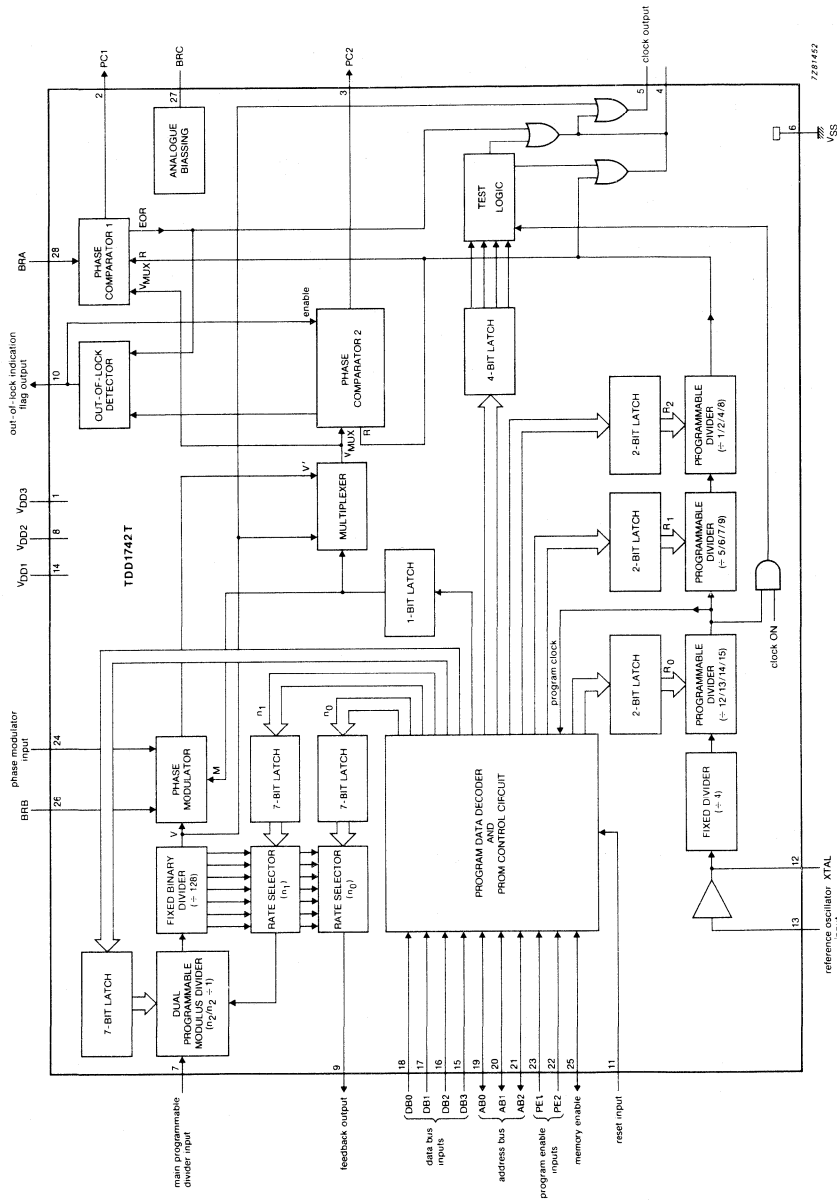 BRA
28
PC1
2
BRC
27
ANALOGUE
BIASSING
PHASE
COMPARATOR 1
EOR
R
VMUX
out-of-lock indication
flag output
10
OUT-OF-LOCK
DETECTOR
enable
PHASE
COMPARATOR 2
PC2
3
R
VMUX
clock output
5
4
6
VSS
7Z81452
TEST
LOGIC
4-BIT LATCH
VDD3
1
VDD2
8
VDD1
14
TDD1742T
V'
MULTIPLEXER
1-BIT LATCH
phase modulator
input
24
BRB
26
PHASE
MODULATOR
M
V
FIXED BINARY
DIVIDER
(÷ 128)
7-BIT LATCH
DUAL
PROGRAMMABLE
MODULUS DIVIDER
(n2/n2 ÷ 1)
7
main programmable
divider input
n1
7-BIT LATCH
RATE SELECTOR
(n1)
n0
7-BIT LATCH
RATE SELECTOR
(n0)
9
feedback output
PROGRAM DATA DECODER
AND
PROM CONTROL CIRCUIT
program clock
18
DB0
17
DB1
16
DB2
15
DB3
data bus
inputs
19
AB0
20
AB1
21
AB2
address bus
23
PE1
22
PE2
program enable
inputs
25
memory enable
11
reset input
2-BIT LATCH
R0
PROGRAMMABLE
DIVIDER
(÷ 12/13/14/15)
2-BIT LATCH
R1
PROGRAMMABLE
DIVIDER
(÷ 5/6/7/9)
2-BIT LATCH
R2
PROGRAMMABLE
DIVIDER
(÷ 1/2/4/8)
clock ON
FIXED DIVIDER
(÷ 4)
12
XTAL
13
reference oscillator